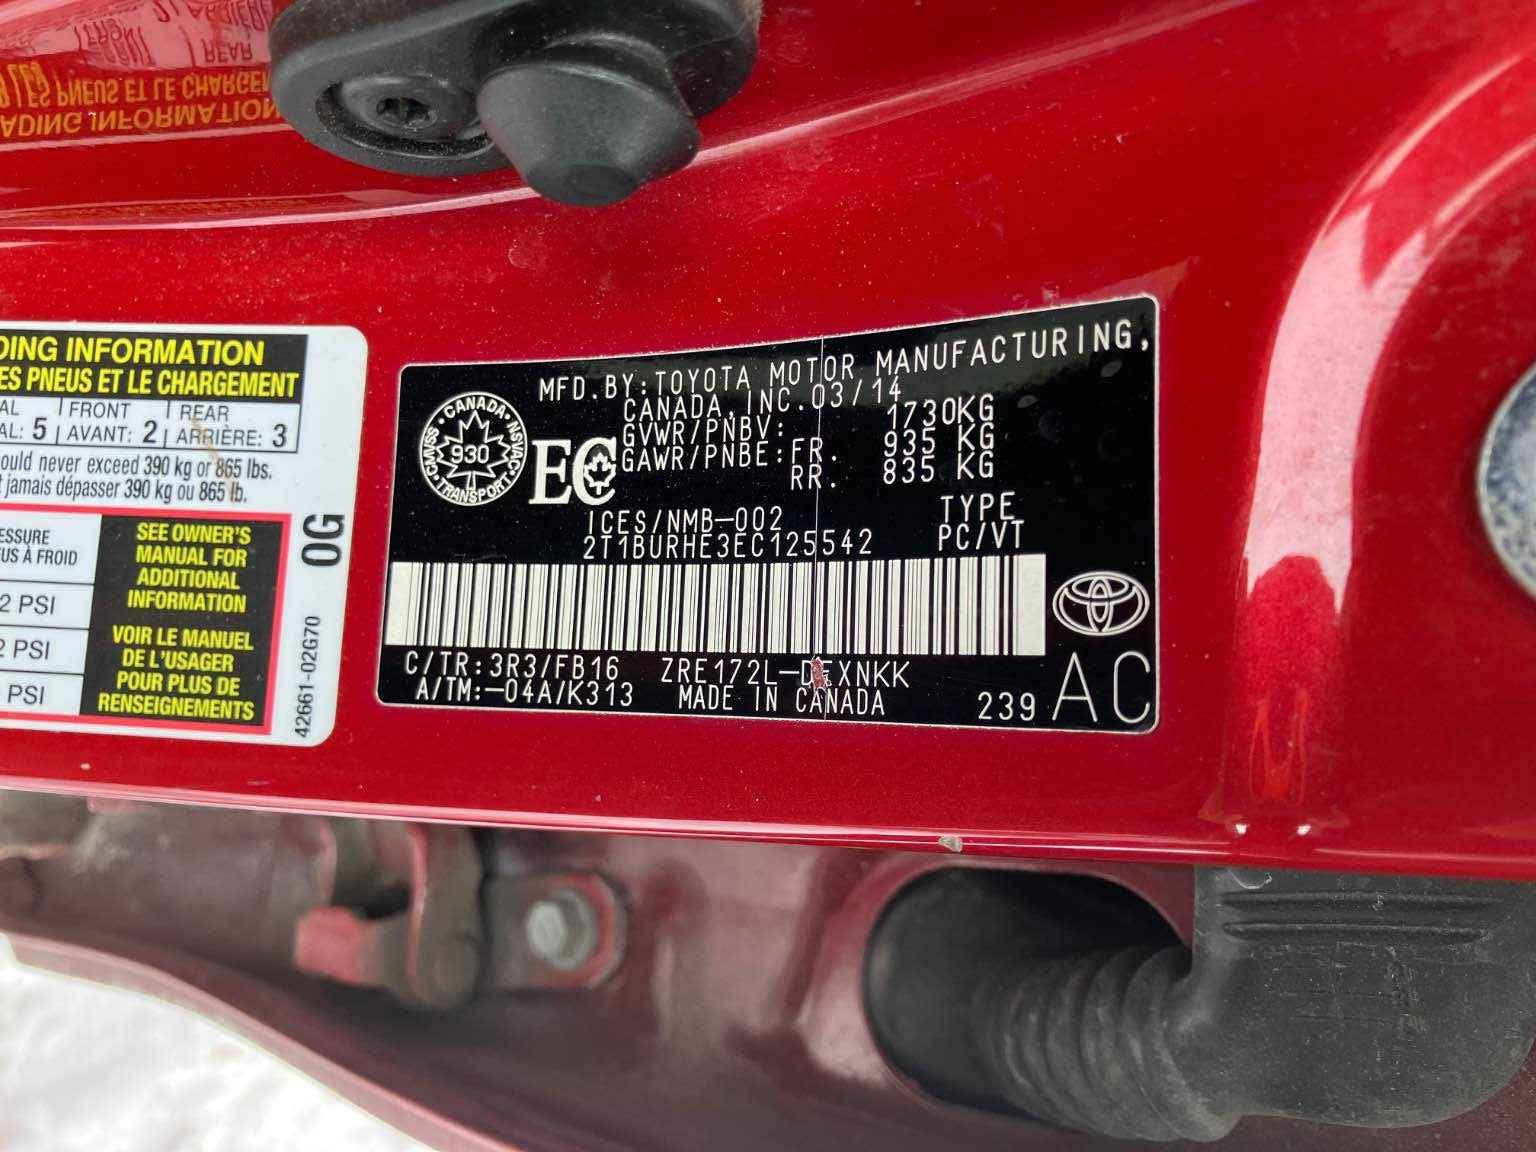 DING INFORMATION
ES PNEUS ET LE CHARGEMENT
AL FRONT REAR
AL: 5 AVANT: 2 ARRIÈRE: 3
ould never exceed 390 kg or 865 lbs.
t jamais dépasser 390 kg ou 865 lb.
ESSURE
US À FROID
2 PSI
2 PSI
PSI
SEE OWNER'S
MANUAL FOR
ADDITIONAL
INFORMATION
VOIR LE MANUEL
DE L'USAGER
POUR PLUS DE
RENSEIGNEMENTS
0G
42661-02G70
CANADA
CMVSS NSVAC
930
TRANSPORT
EC
MFD.BY:TOYOTA MOTOR MANUFACTURING,
CANADA,INC.03/14
GVWR/PNBV: 1730KG
GAWR/PNBE:FR. 935 KG
RR. 835 KG
ICES/NMB-002 TYPE
2T1BURHE3EC125542 PC/VT
C/TR:3R3/FB16 ZRE172L-DEXNKK
A/TM:-04A/K313 MADE IN CANADA
239 AC